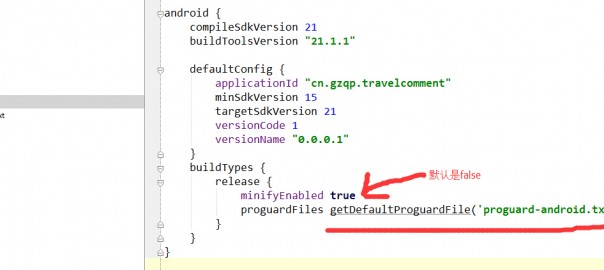 android {
compileSdkVersion 21
buildToolsVersion "21.1.1"
defaultConfig {
applicationId "cn.gzqp.travelcomment"
minSdkVersion 15
targetSdkVersion 21
versionCode 1
versionName "0.0.0.1"
}
buildTypes {
release {
默认是false
minifyEnabled true
proguardFiles getDefaultProguardFile('proguard-android.tx
}
}
}